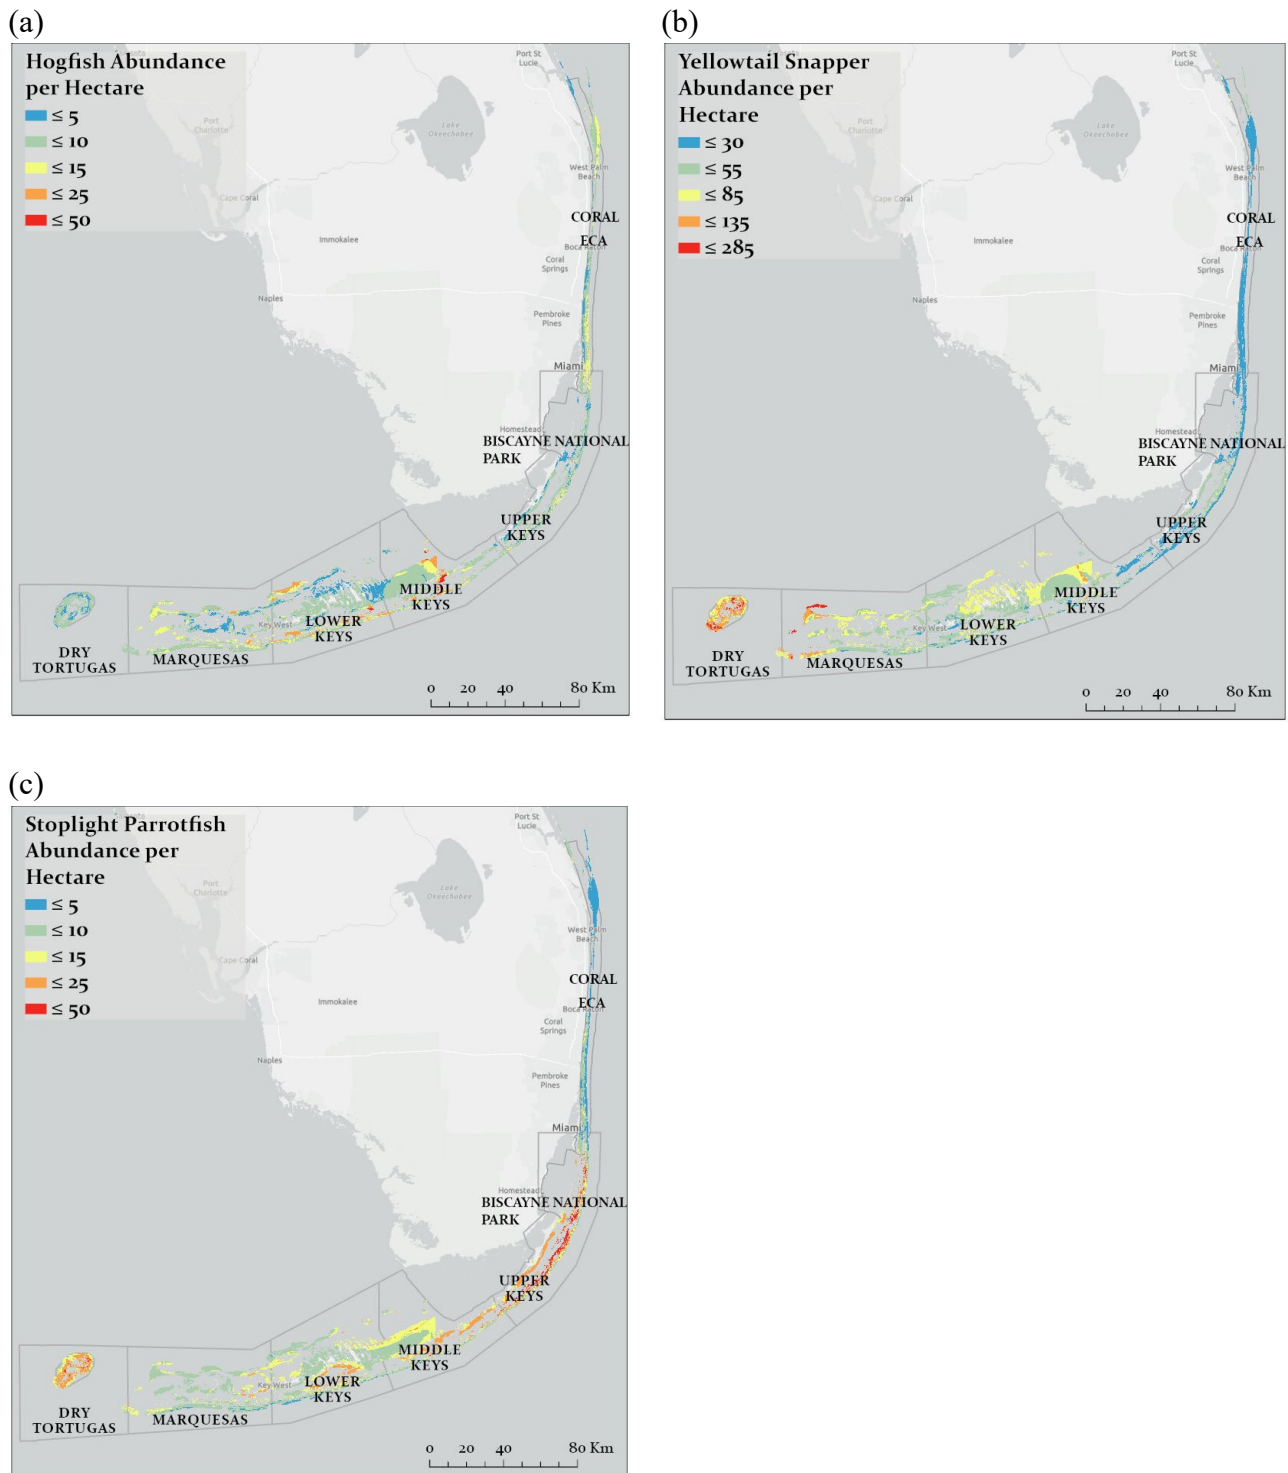 (a)
Hogfish Abundance
per Hectare
≤ 5
≤ 10
≤ 15
≤ 25
≤ 50
Port St
Lucie
Port
Charlotte
Lake
Okeechobee
West Palm
Beach
Cape Coral
CORAL
ECA
Immokalee
Boca Raton
Coral
Springs
Naples
Pembroke
Pines
Miami
Homestead
BISCAYNE NATIONAL
PARK
UPPER
KEYS
MIDDLE
KEYS
Key West
LOWER
KEYS
DRY
TORTUGAS
MARQUESAS
0 20 40 80 Km
(b)
Yellowtail Snapper
Abundance per
Hectare
≤ 30
≤ 55
≤ 85
≤ 135
≤ 285
Port St
Lucie
Lake
Okeechobee
West Palm
Beach
Cape Coral
CORAL
ECA
Immokalee
Boca Raton
Coral
Springs
Naples
Pembroke
Pines
Miami
Homestead
BISCAYNE NATIONAL
PARK
UPPER
KEYS
MIDDLE
KEYS
Key West
LOWER
KEYS
DRY
TORTUGAS
MARQUESAS
0 20 40 80 Km
(c)
Stoplight Parrotfish
Abundance per
Hectare
≤ 5
≤ 10
≤ 15
≤ 25
≤ 50
Port St
Lucie
Port
Charlotte
Lake
Okeechobee
West Palm
Beach
Cape Coral
CORAL
ECA
Immokalee
Boca Raton
Coral
Springs
Naples
Pembroke
Pines
Miami
Homestead
BISCAYNE NATIONAL
PARK
UPPER
KEYS
MIDDLE
KEYS
Key West
LOWER
KEYS
DRY
TORTUGAS
MARQUESAS
0 20 40 80 Km